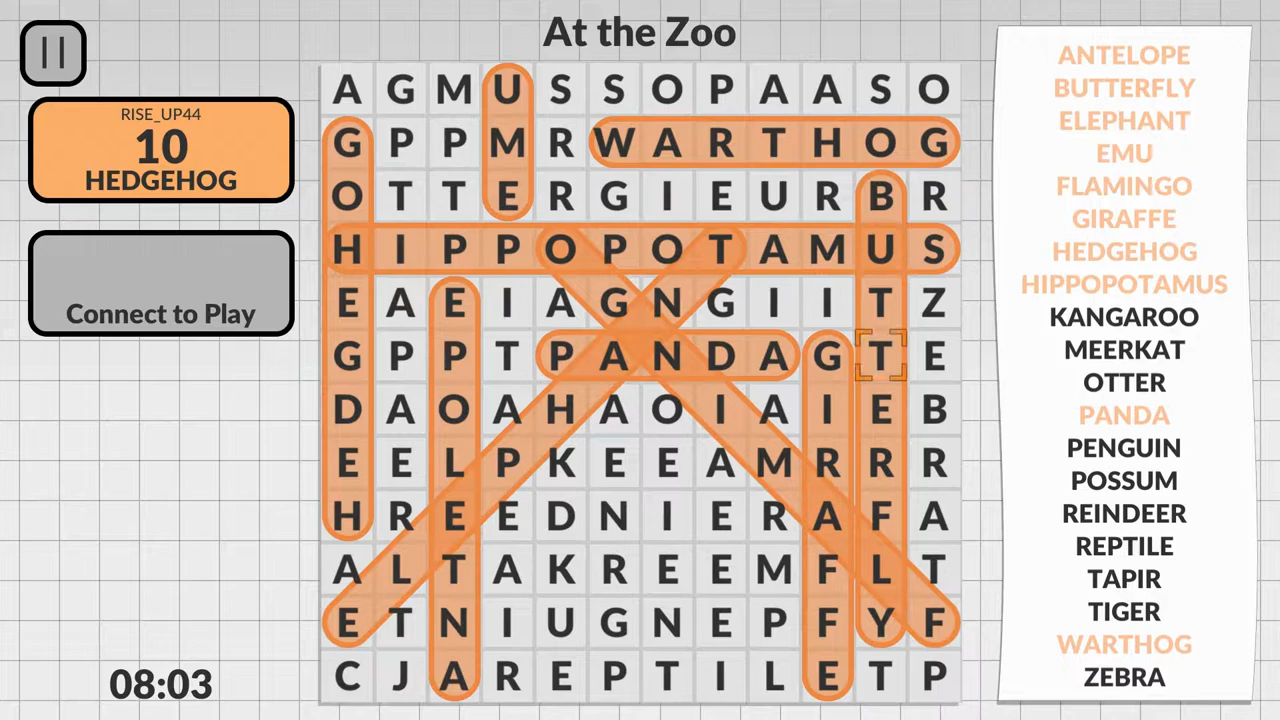 At the Zoo
RISE_UP44
10
HEDGEHOG
Connect to Play
08:03
A G M U S S O P A A S O
G P P M R W A R T H O G
O T T E R G I E U R B R
H I P P O P O T A M U S
E A E I A G N G I I T Z
G P P T P A N D A G T E
D A O A H A O I A I E B
E E L P K E E A M R R R
H R E E D N I E R A F A
A L T A K R E E M F L T
E T N I U G N E P F Y F
C J A R E P T I L E T P
ANTELOPE
BUTTERFLY
ELEPHANT
EMU
FLAMINGO
GIRAFFE
HEDGEHOG
HIPPOPOTAMUS
KANGAROO
MEERKAT
OTTER
PANDA
PENGUIN
POSSUM
REINDEER
REPTILE
TAPIR
TIGER
WARTHOG
ZEBRA